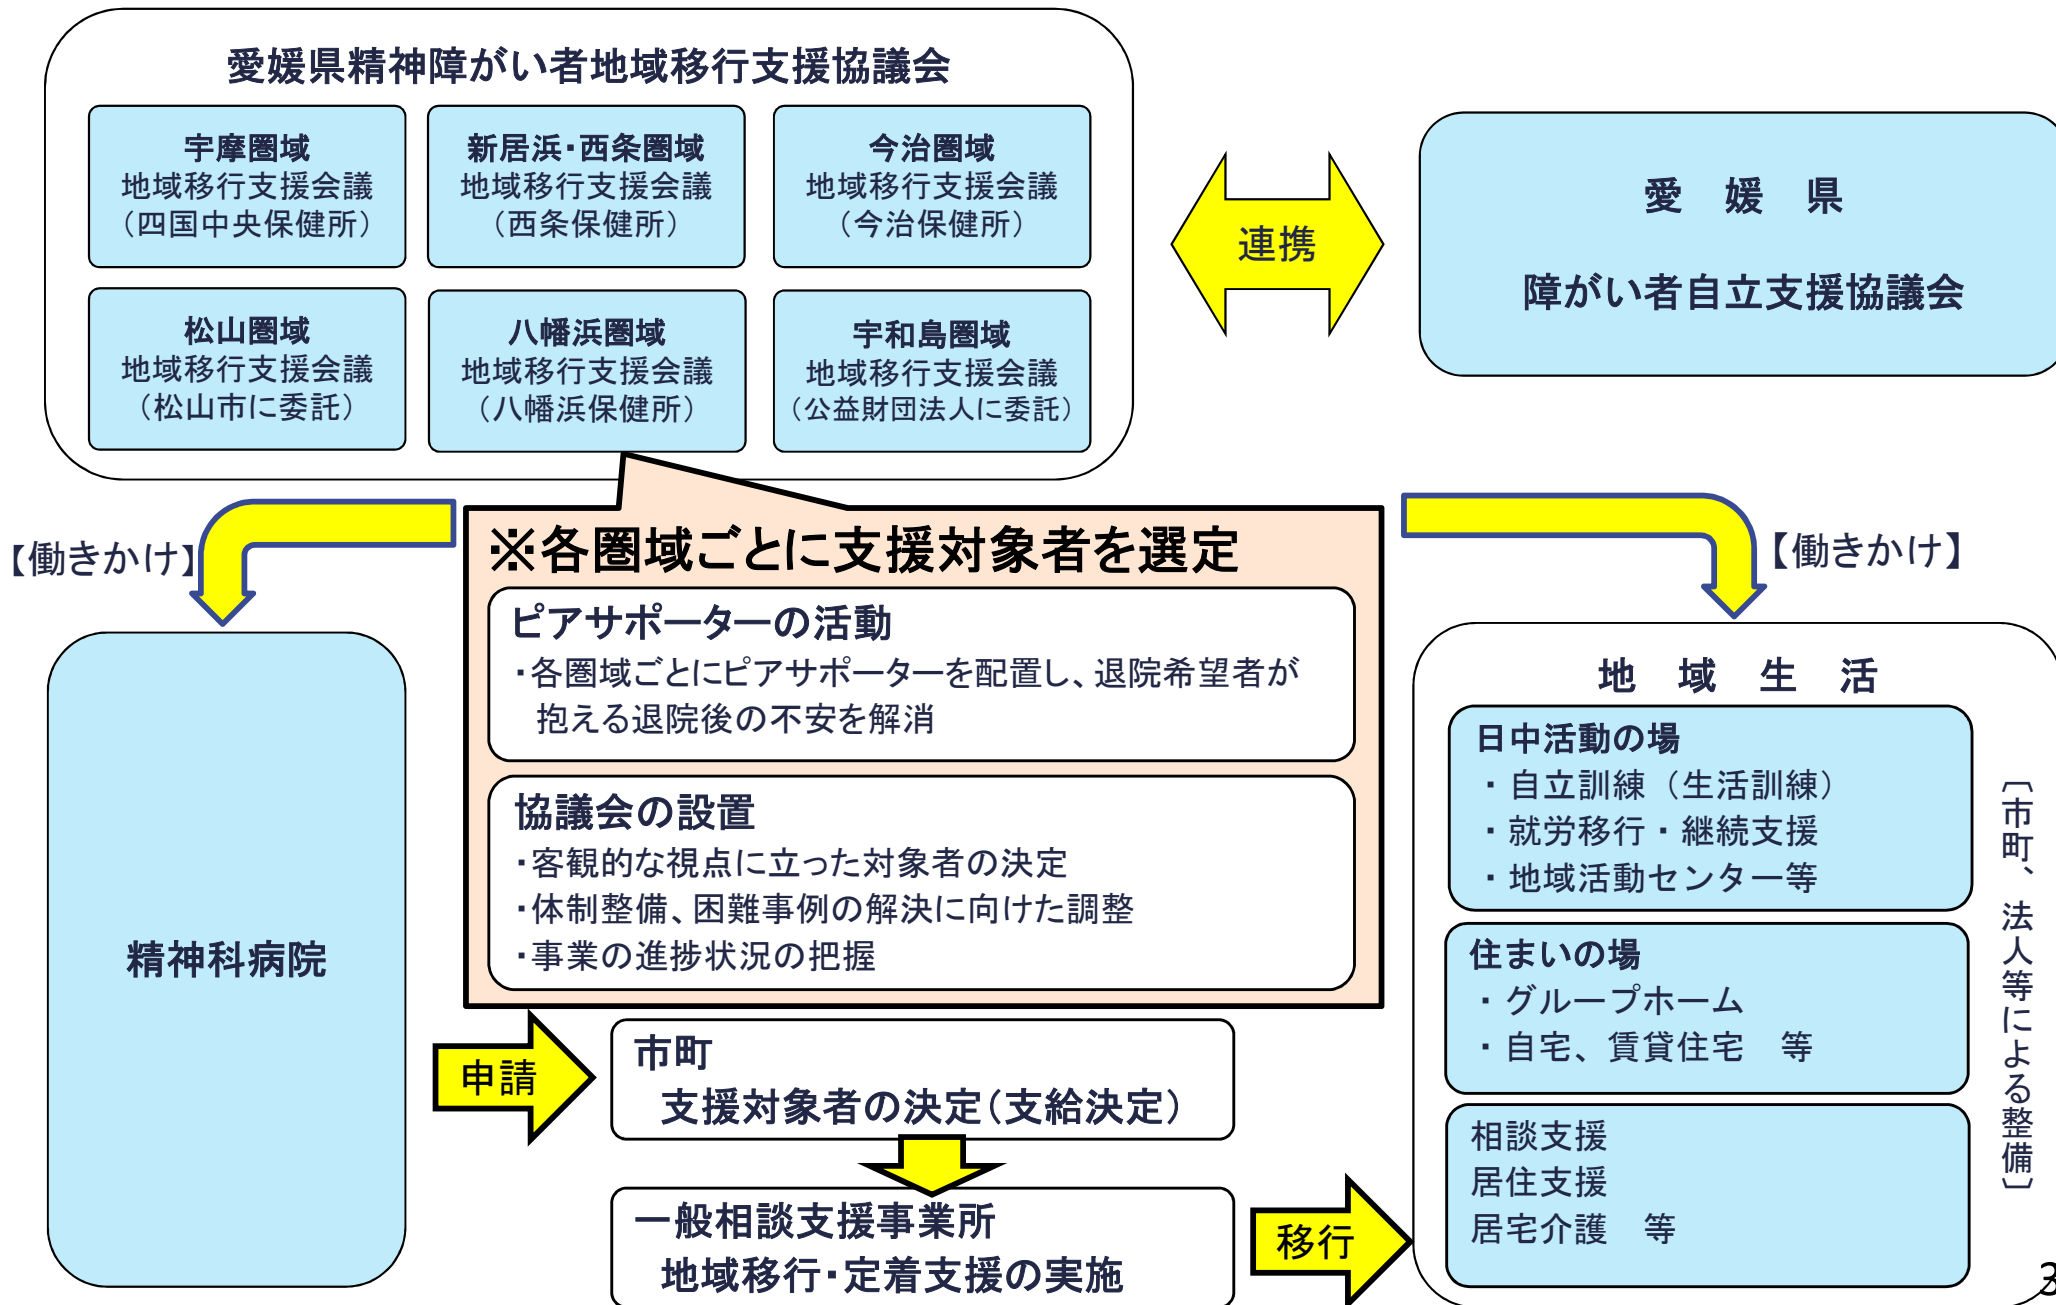 愛媛県精神障がい者地域移行支援協議会
宇摩圏域
地域移行支援会議
（四国中央保健所）
新居浜・西条圏域
地域移行支援会議
（西条保健所）
今治圏域
地域移行支援会議
（今治保健所）
松山圏域
地域移行支援会議
（松山市に委託）
八幡浜圏域
地域移行支援会議
（八幡浜保健所）
宇和島圏域
地域移行支援会議
（公益財団法人に委託）
連携
愛　媛　県
障がい者自立支援協議会
【働きかけ】
※各圏域ごとに支援対象者を選定
ピアサポーターの活動
・各圏域ごとにピアサポーターを配置し、退院希望者が
抱える退院後の不安を解消
協議会の設置
・客観的な視点に立った対象者の決定
・体制整備、困難事例の解決に向けた調整
・事業の進捗状況の把握
【働きかけ】
精神科病院
申請
市町
支援対象者の決定（支給決定）
一般相談支援事業所
地域移行・定着支援の実施
移行
地　域　生　活
日中活動の場
・自立訓練（生活訓練）
・就労移行・継続支援
・地域活動センター等
住まいの場
・グループホーム
・自宅、賃貸住宅　等
相談支援
居住支援
居宅介護　等
〔市町、法人等による整備〕
3